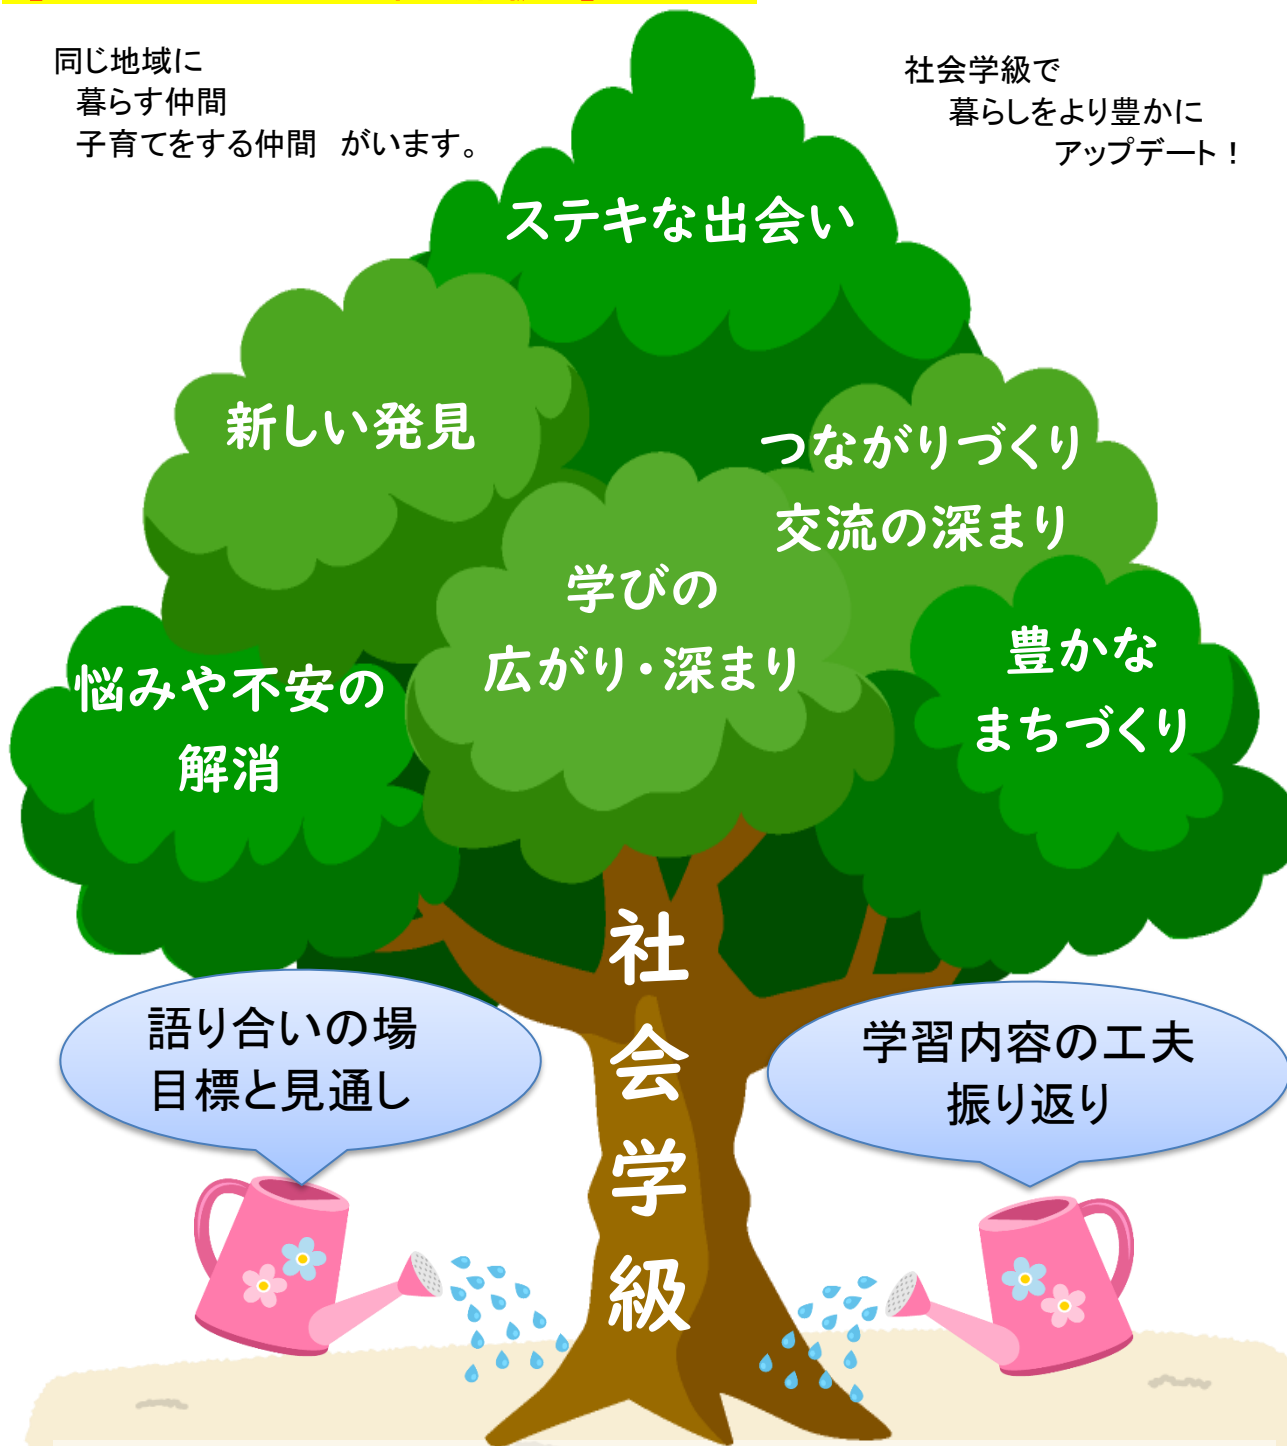 同じ地域に
暮らす仲間
子育てをする仲間 がいます。
社会学級で
暮らしをより豊かに
アップデート！
ステキな出会い
新しい発見
つながりづくり
交流の深まり
学びの
広がり・深まり
豊かな
まちづくり
悩みや不安の
解消
社会学級
語り合いの場
目標と見通し
学習内容の工夫
振り返り